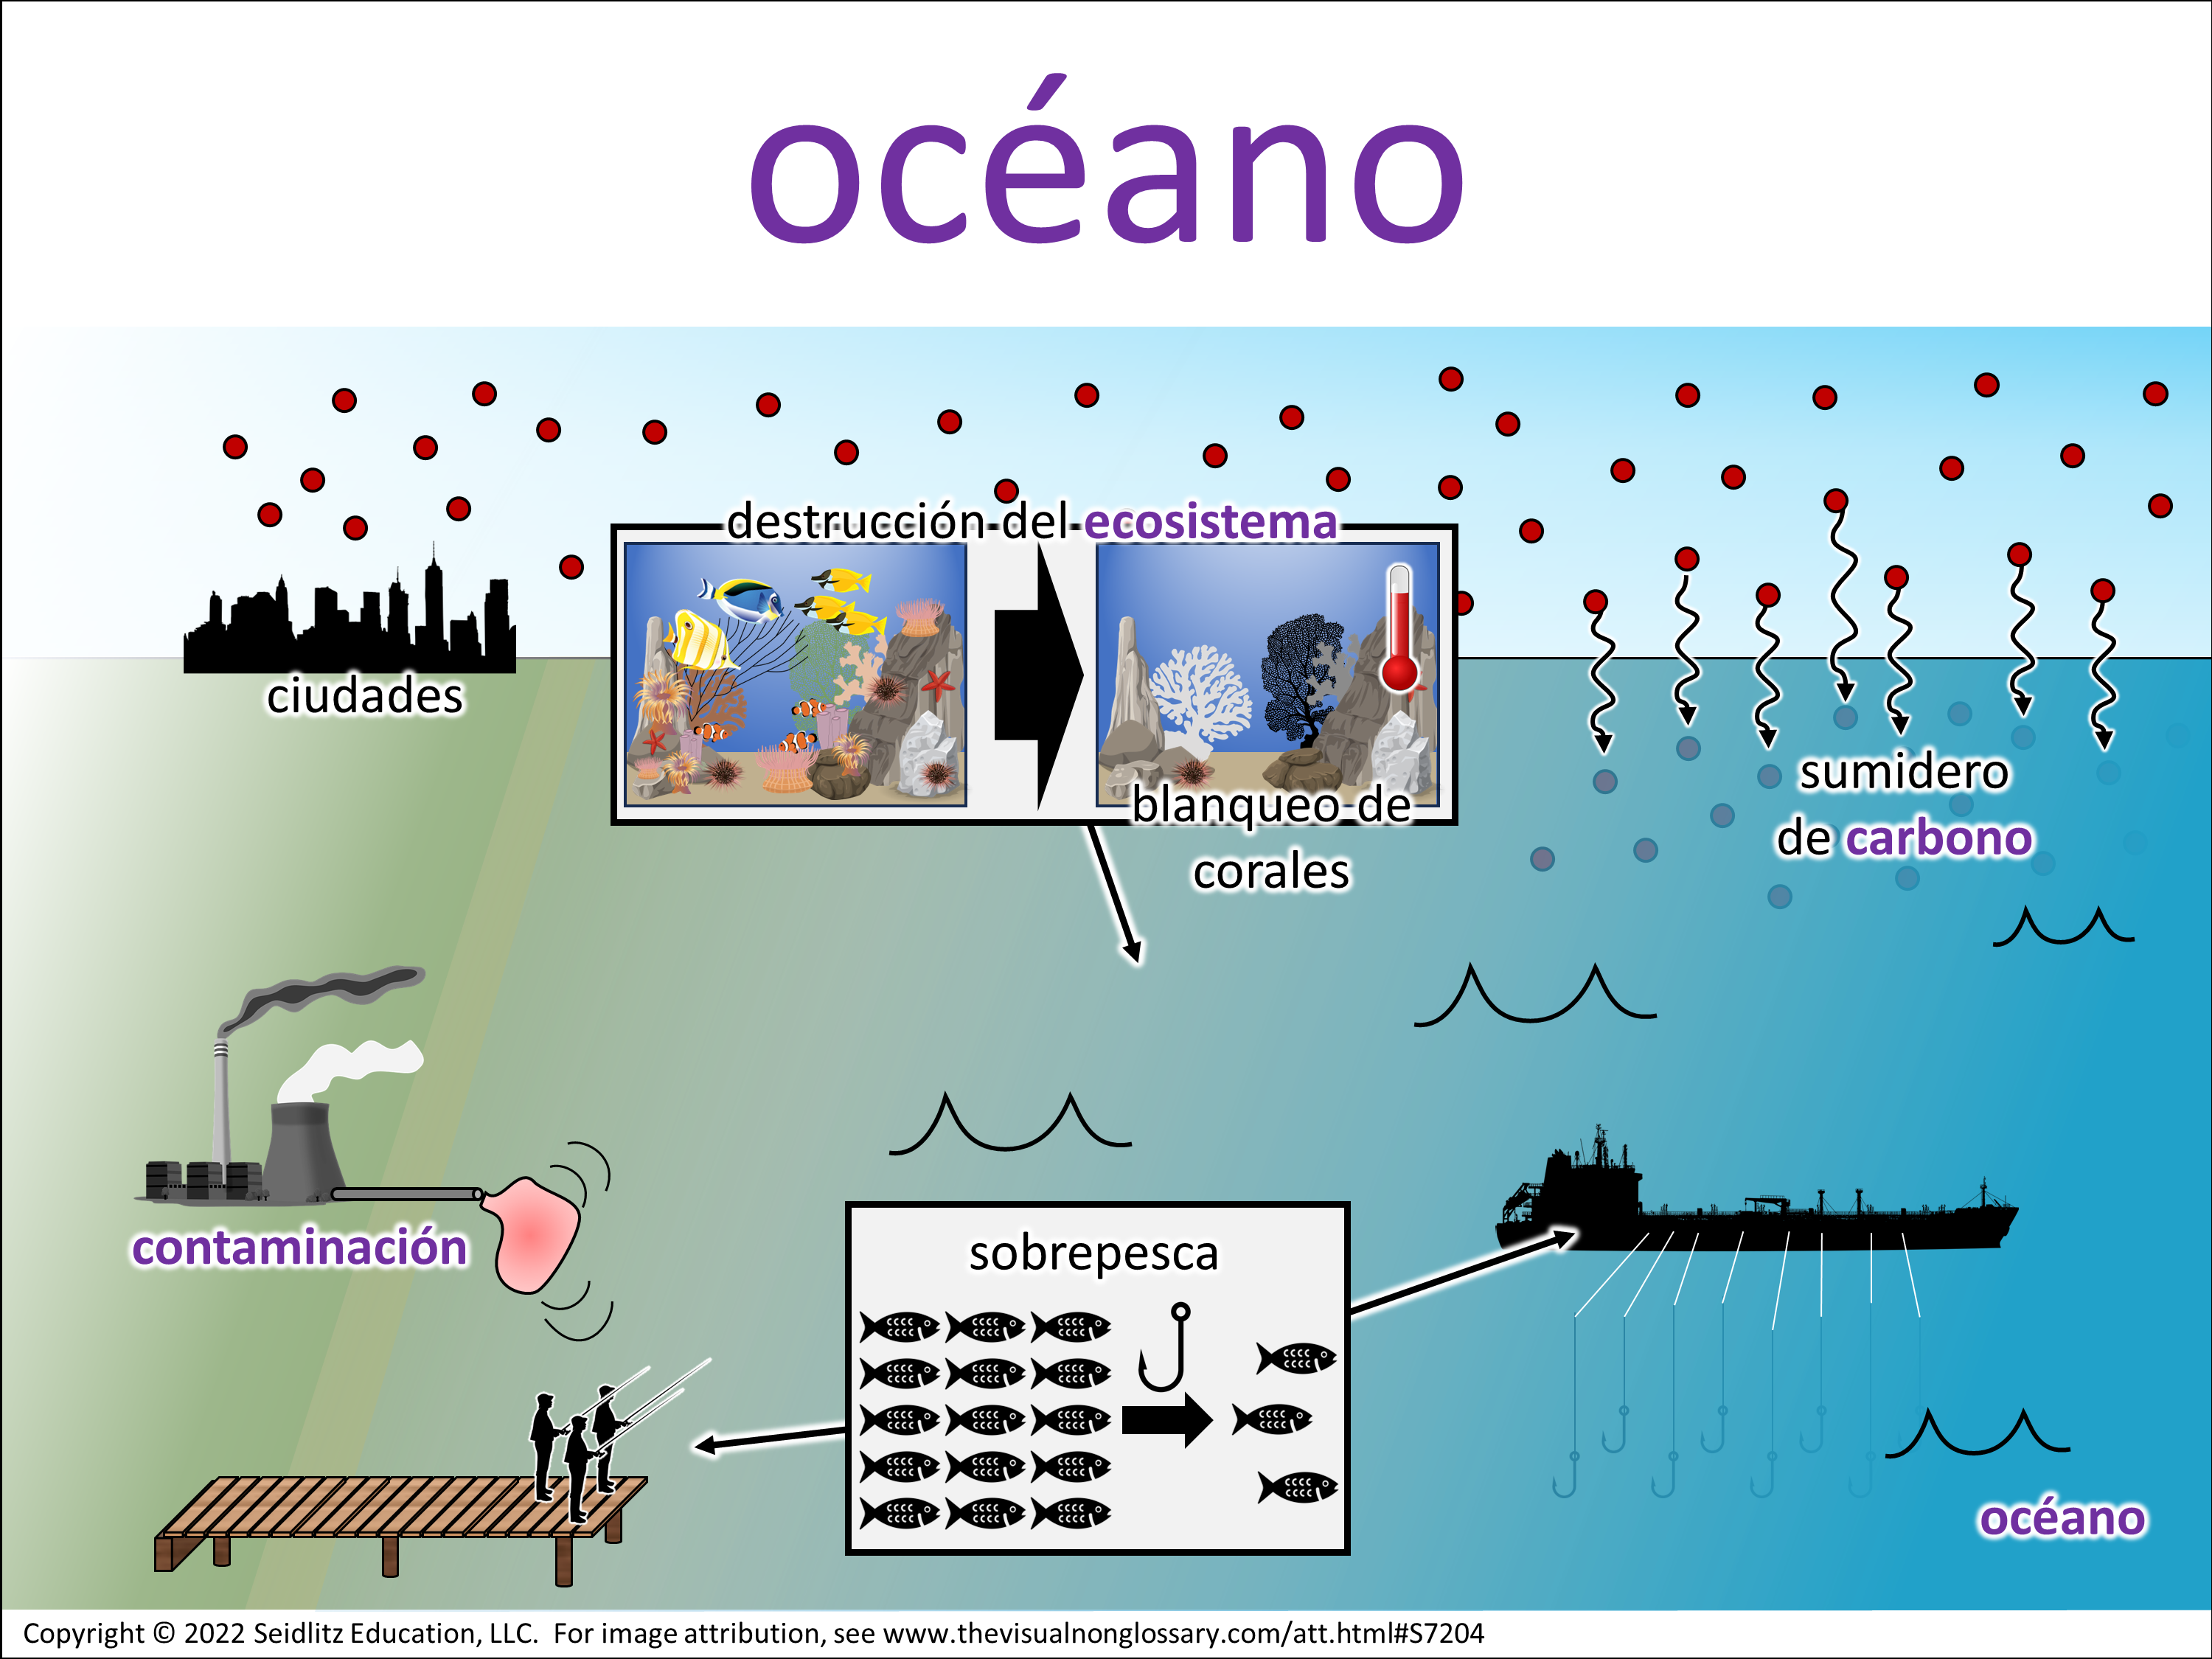 océano
destrucción del ecosistema
ciudades
blanqueo de
corales
sumidero
de carbono
contaminación
sobrepesca
océano
Copyright © 2022 Seidlitz Education, LLC.  For image attribution, see www.thevisualnonglossary.com/att.html#S7204